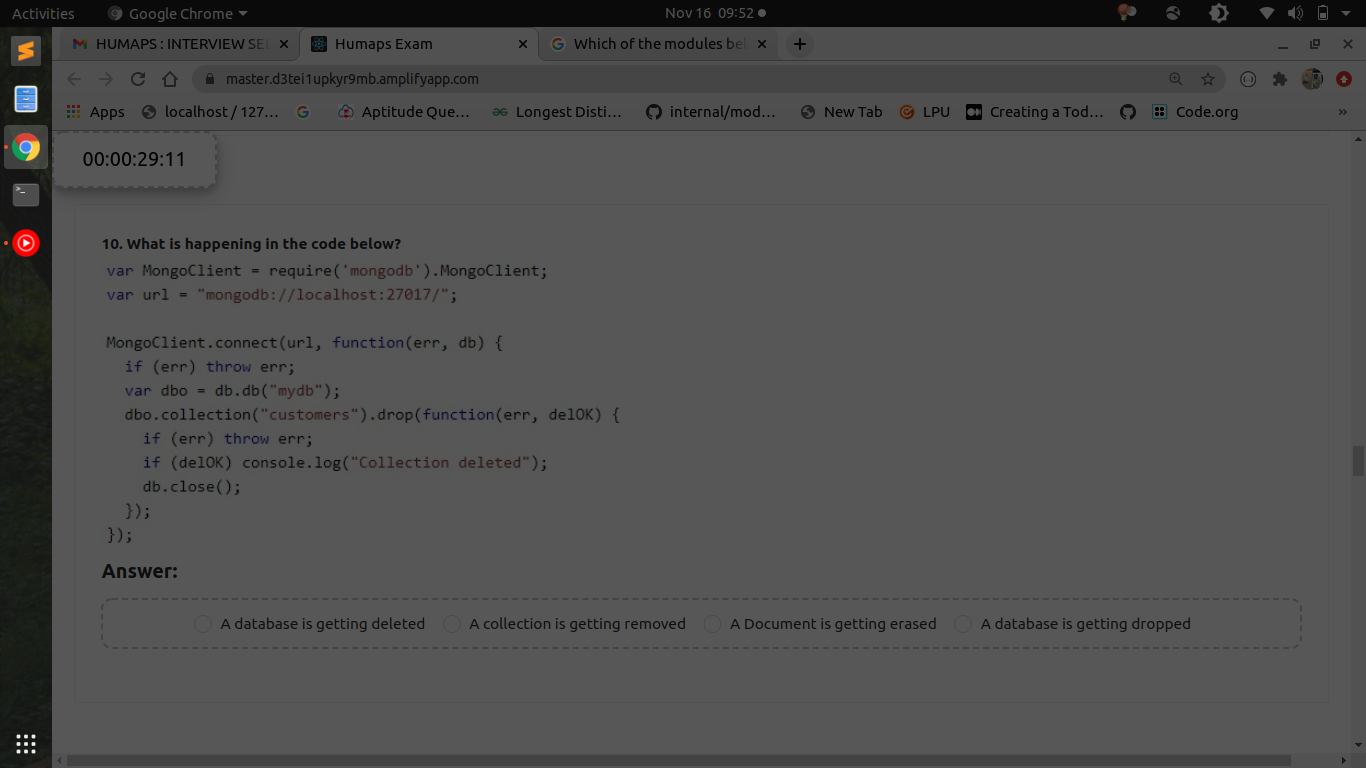 Activities
Google Chrome
Nov 16 09:52
HUMAPS : INTERVIEW SEL
Humaps Exam
Which of the modules bel
master.d3tei1upkyr9mb.amplifyapp.com
Apps
localhost / 127...
Aptitude Que...
Longest Disti...
internal/mod...
New Tab
LPU
Creating a Tod...
Code.org
»
00:00:29:11
10. What is happening in the code below?
var MongoClient = require('mongodb').MongoClient;
var url = "mongodb://localhost:27017/";
MongoClient.connect(url, function(err, db) {
if (err) throw err;
var dbo = db.db("mydb");
dbo.collection("customers").drop(function(err, delOK) {
if (err) throw err;
if (delOK) console.log("Collection deleted");
db.close();
});
});
Answer:
A database is getting deleted
A collection is getting removed
A Document is getting erased
A database is getting dropped